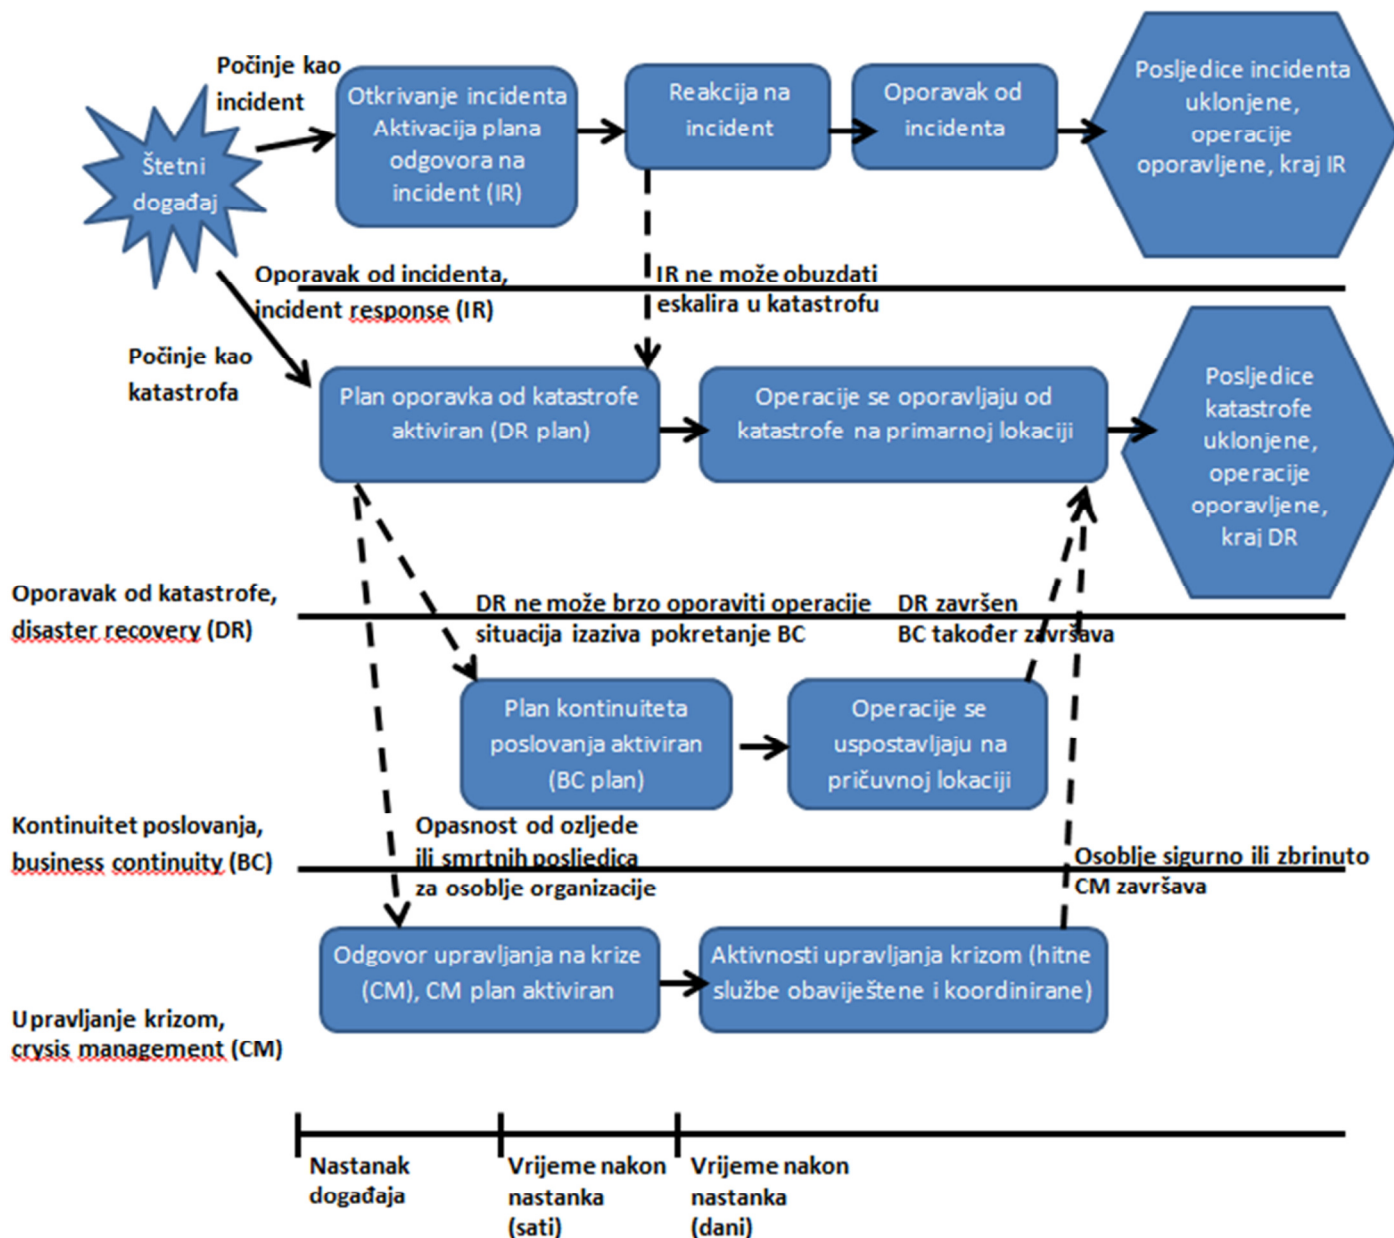 Počinje kao
incident
Štetni
događaj
Otkrivanje incidenta
Aktivacija plana
odgovora na
incident (IR)
Reakcija na
incident
Oporavak od
incidenta
Posljedice incidenta
uklonjene,
operacije
oporavljene, kraj IR
Oporavak od incidenta,
incident response (IR)
IR ne može obuzdati
eskalira u katastrofu
Počinje kao
katastrofa
Plan oporavka od katastrofe
aktiviran (DR plan)
Operacije se oporavljaju od
katastrofe na primarnoj lokaciji
Posljedice
katastrofe
uklonjene,
operacije
oporavljene,
kraj DR
Oporavak od katastrofe,
disaster recovery (DR)
DR ne može brzo oporaviti operacije
situacija izaziva pokretanje BC
DR završen
BC također završava
Plan kontinuiteta
poslovanja aktiviran
(BC plan)
Operacije se
uspostavljaju na
pričuvnoj lokaciji
Kontinuitet poslovanja,
business continuity (BC)
Opasnost od ozljede
ili smrtnih posljedica
za osoblje organizacije
Osoblje sigurno ili zbrinuto
CM završava
Odgovor upravljanja na krize
(CM), CM plan aktiviran
Aktivnosti upravljanja krizom (hitne
službe obaviještene i koordinirane)
Upravljanje krizom,
crysis management (CM)
Nastanak
događaja
Vrijeme nakon
nastanka
(sati)
Vrijeme nakon
nastanka
(dani)